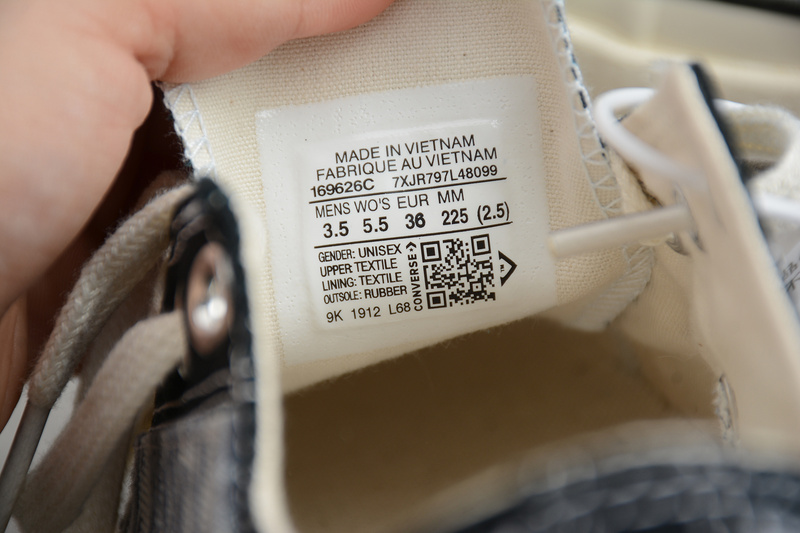 MADE IN VIETNAM
FABRIQUE AU VIETNAM
169626C 7XJR797L48099
MENS WO'S EUR MM
3.5 5.5 36 225 (2.5)
GENDER: UNISEX
UPPER TEXTILE
LINING: TEXTILE
OUTSOLE: RUBBER
CONVERSE
9K 1912 L68